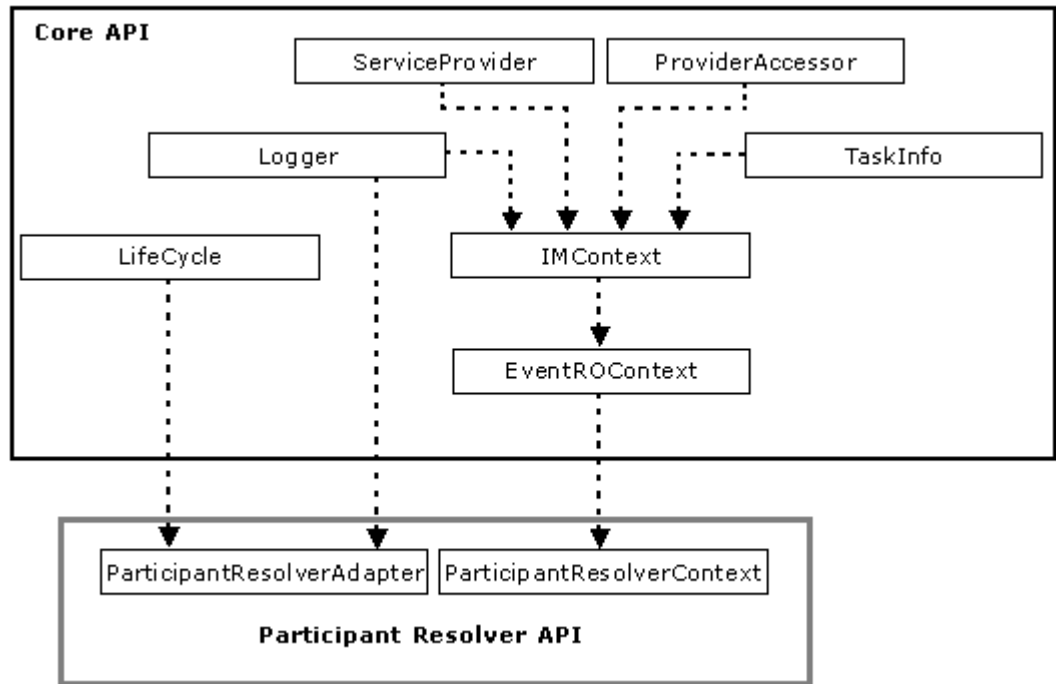 Core API
ServiceProvider
ProviderAccessor
Logger
TaskInfo
LifeCycle
IMContext
EventROContext
ParticipantResolverAdapter
ParticipantResolverContext
Participant Resolver API